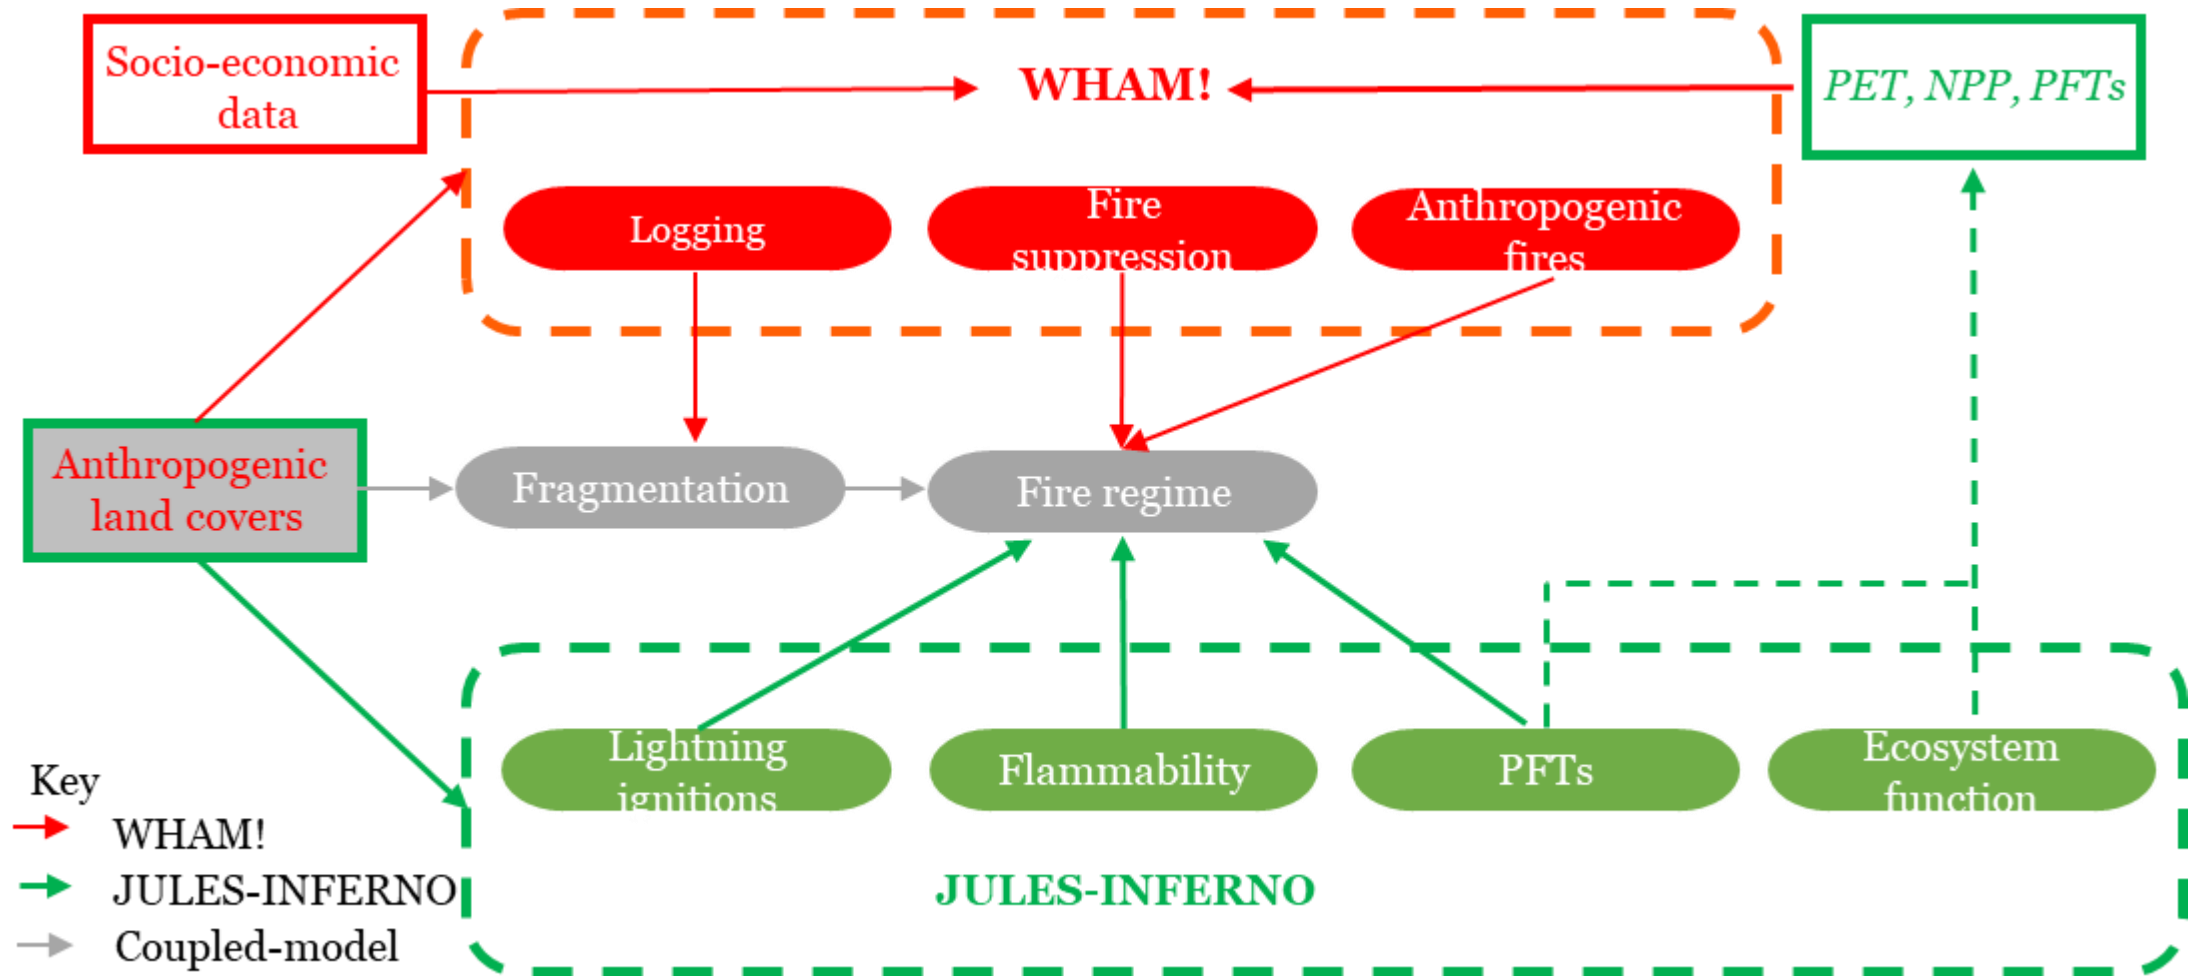 Socio-economic
data
WHAM!
PET, NPP, PFTs
Logging
Fire
suppression
Anthropogenic
fires
Anthropogenic
land covers
Fragmentation
Fire regime
Lightning
ignitions
Flammability
PFTs
Ecosystem
function
JULES-INFERNO
Key
WHAM!
JULES-INFERNO
Coupled-model